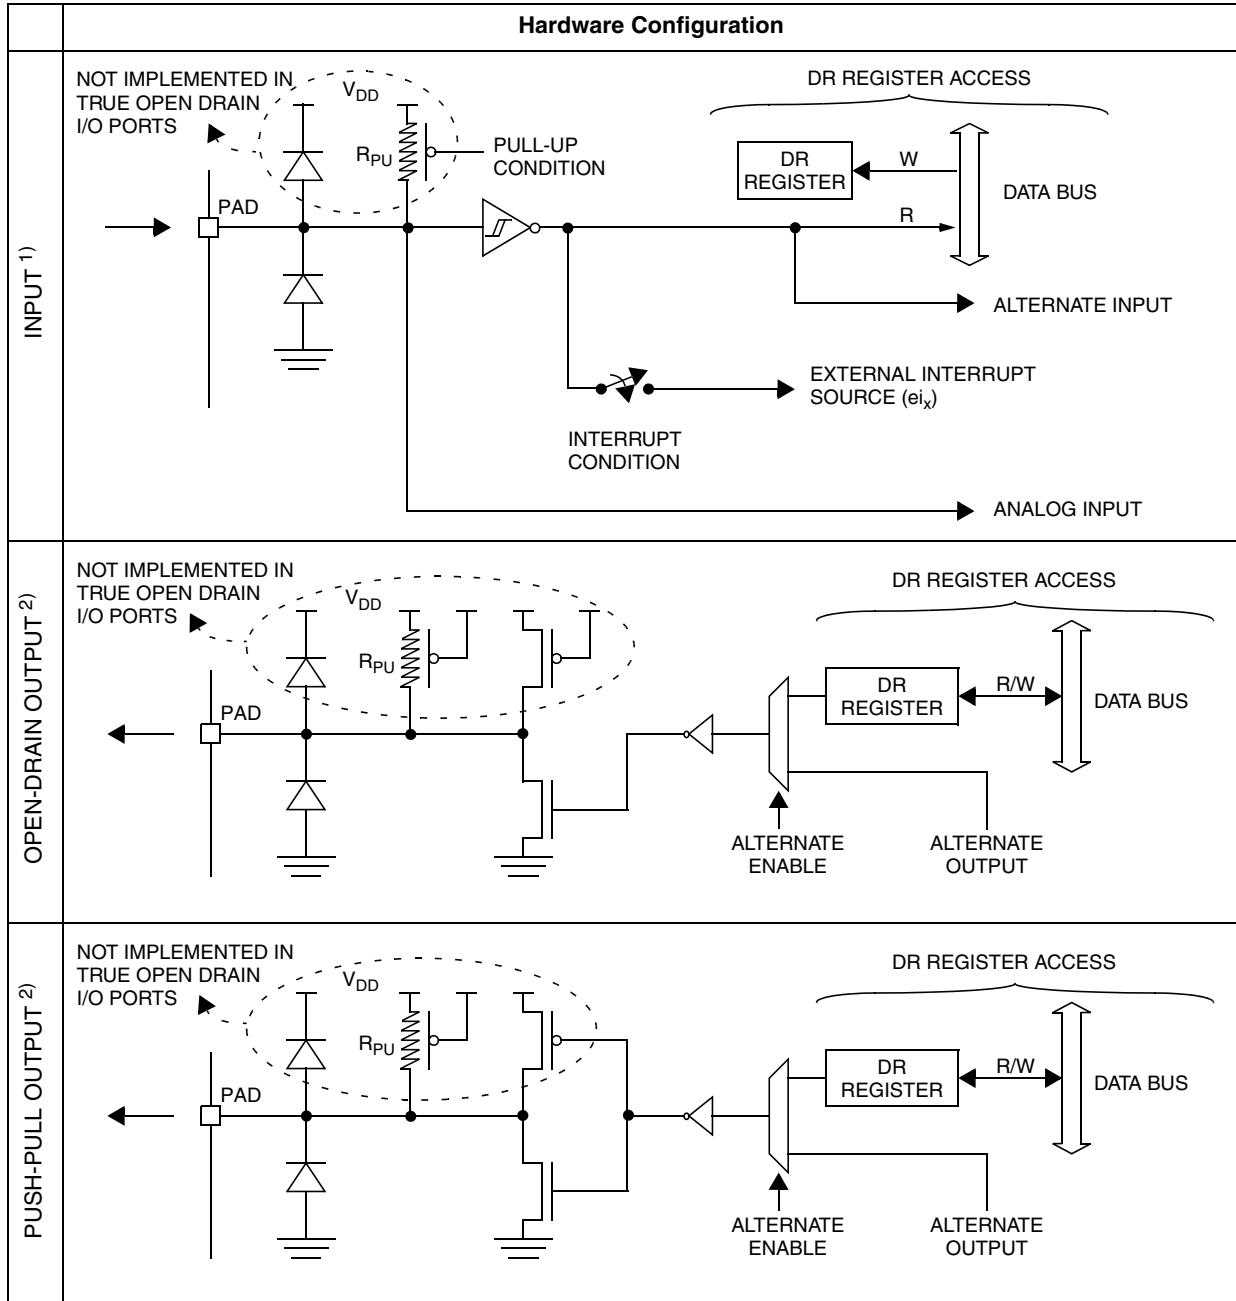 Hardware Configuration
INPUT 1)
NOT IMPLEMENTED IN
TRUE OPEN DRAIN
I/O PORTS
VDD
RPU
PULL-UP
CONDITION
PAD
DR REGISTER ACCESS
DR
REGISTER
W
R
DATA BUS
ALTERNATE INPUT
EXTERNAL INTERRUPT
SOURCE (eix)
INTERRUPT
CONDITION
ANALOG INPUT
OPEN-DRAIN OUTPUT 2)
NOT IMPLEMENTED IN
TRUE OPEN DRAIN
I/O PORTS
VDD
RPU
PAD
DR REGISTER ACCESS
DR
REGISTER
R/W
DATA BUS
ALTERNATE
ENABLE
ALTERNATE
OUTPUT
PUSH-PULL OUTPUT 2)
NOT IMPLEMENTED IN
TRUE OPEN DRAIN
I/O PORTS
VDD
RPU
PAD
DR REGISTER ACCESS
DR
REGISTER
R/W
DATA BUS
ALTERNATE
ENABLE
ALTERNATE
OUTPUT